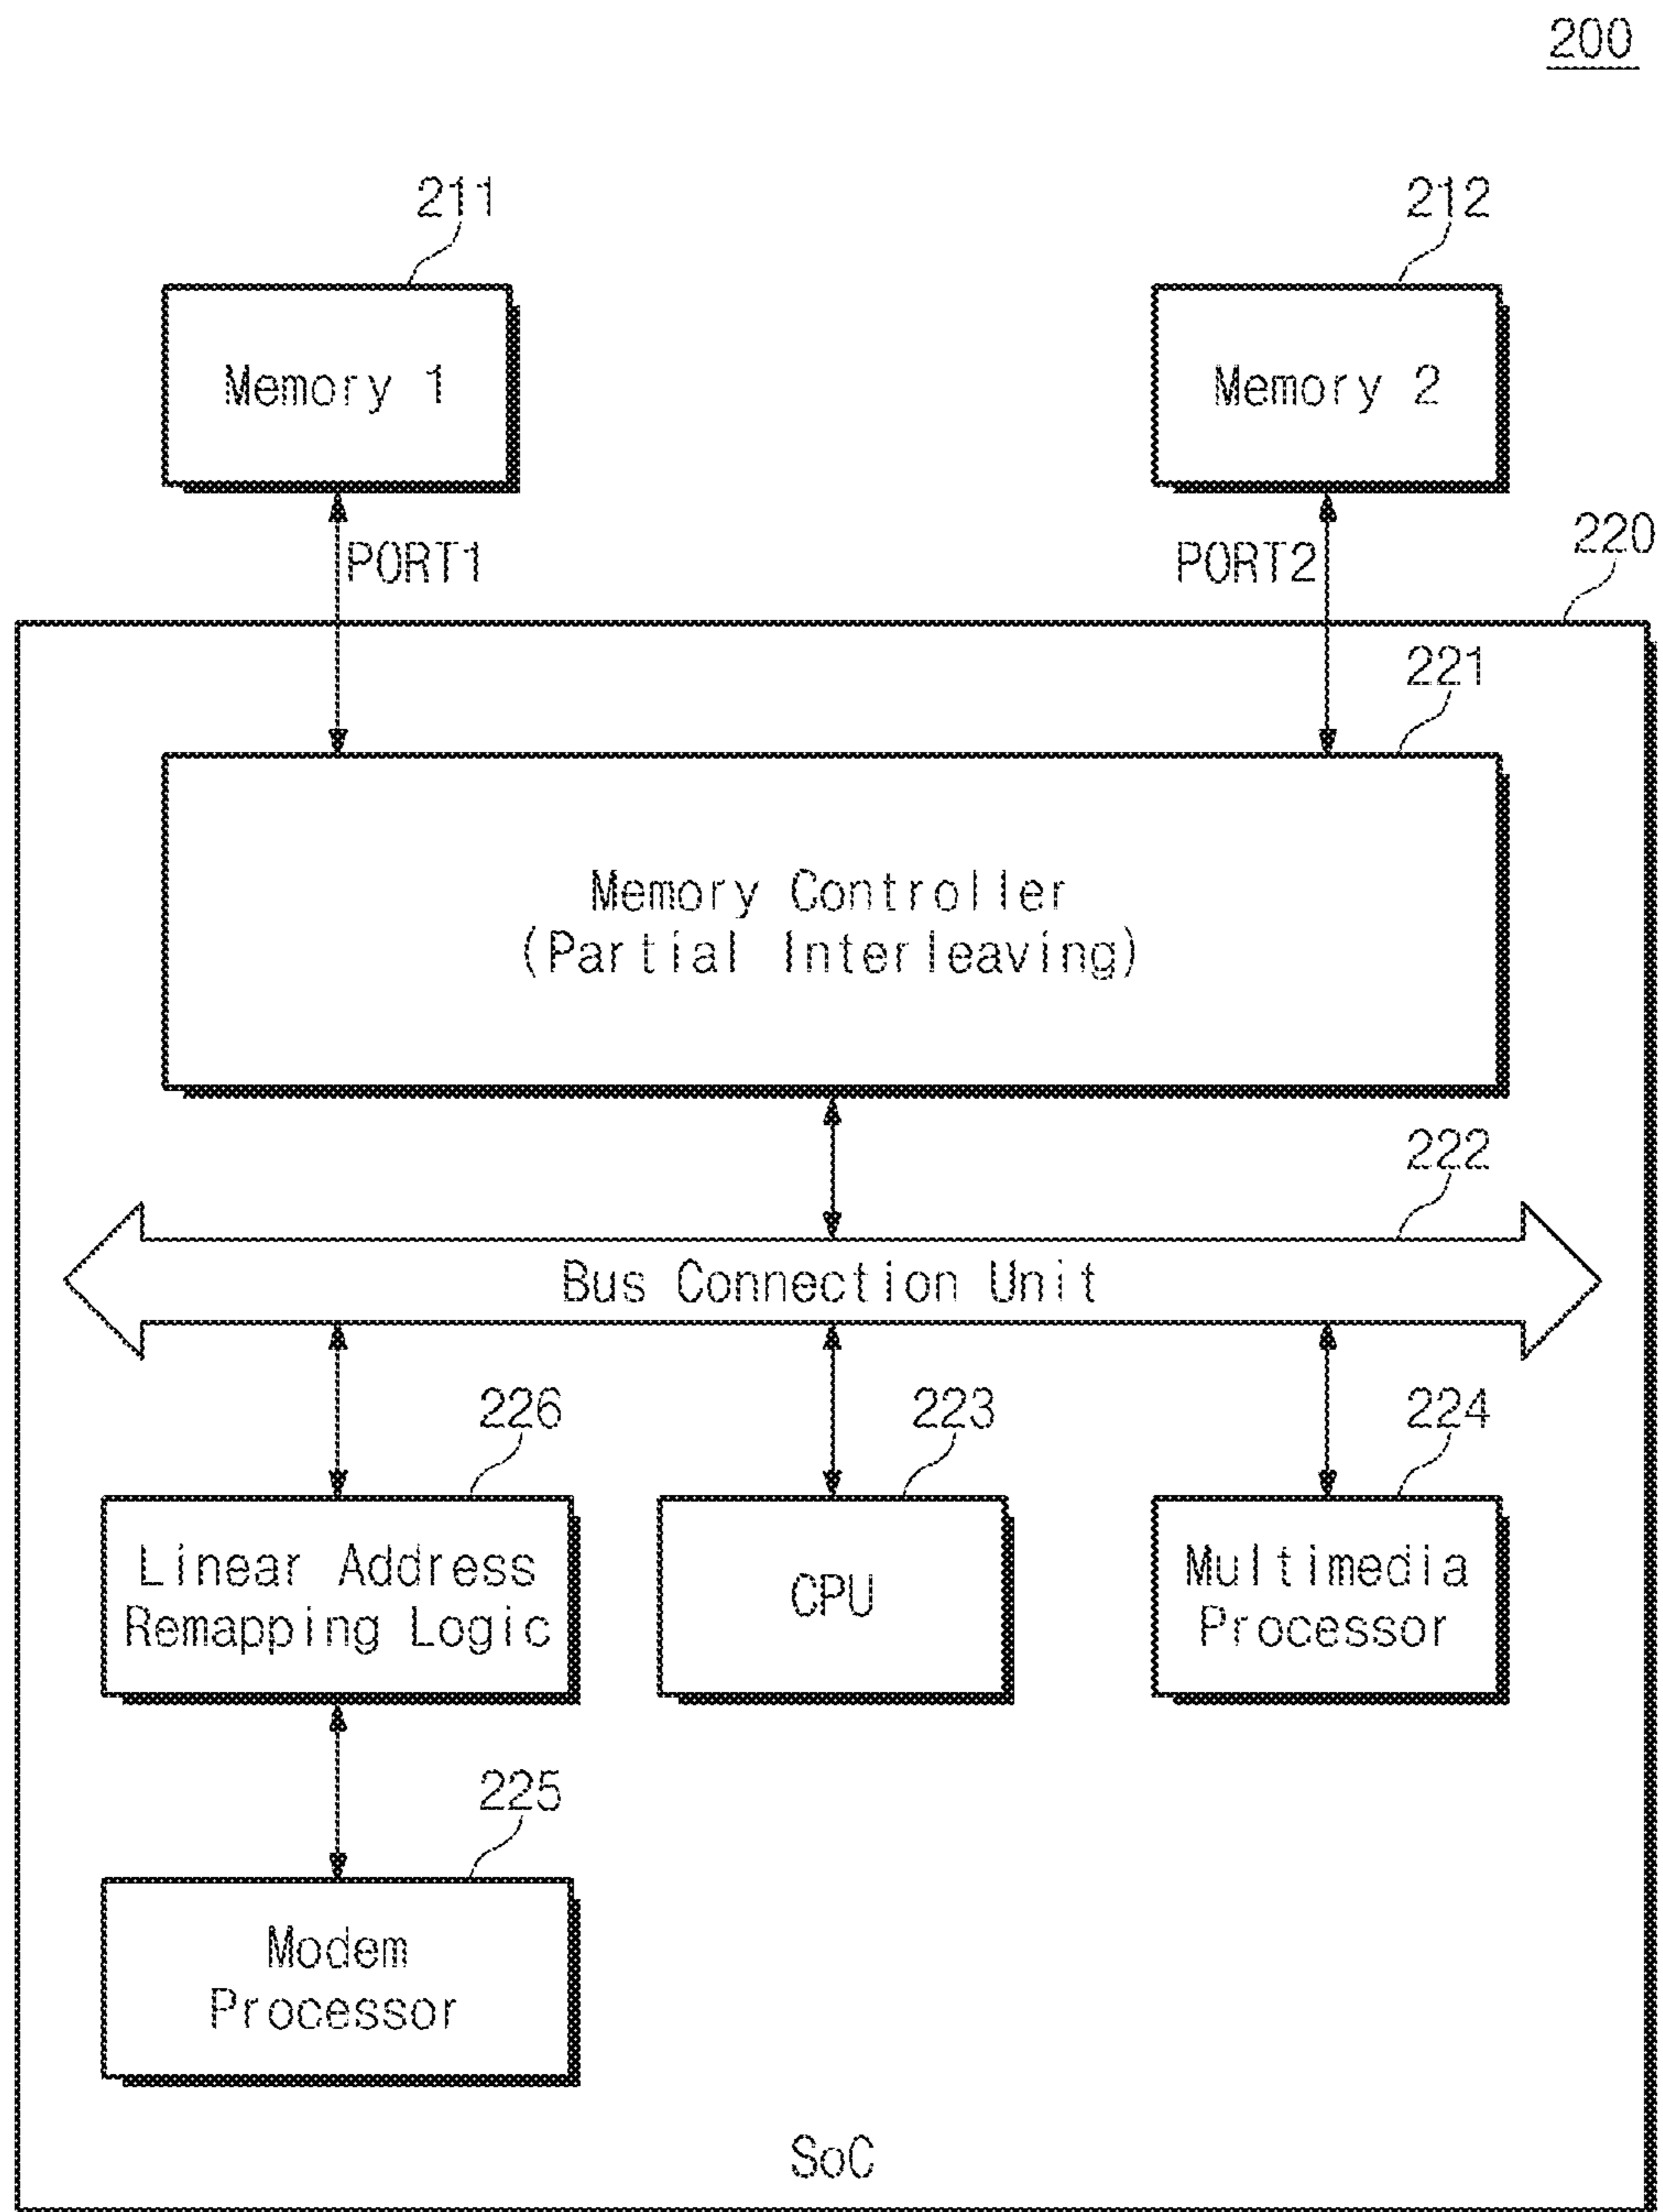 200
211
212
Memory 1
Memory 2
PORT1
PORT2
220
221
Memory Controller
(Partial Interleaving)
222
Bus Connection Unit
226
223
224
Linear Address
Remapping Logic
CPU
Multimedia
Processor
225
Modem
Processor
SoC